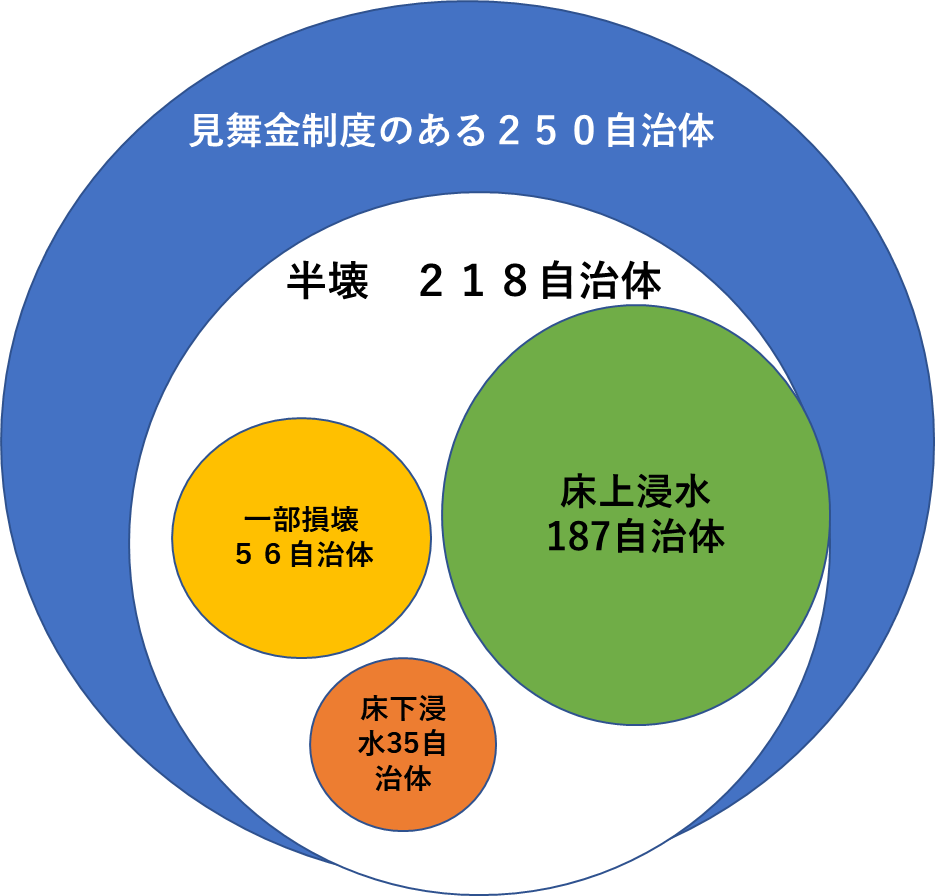 見舞金制度のある２５０自治体
半壊　２１８自治体
床上浸水
187自治体
一部損壊
５６自治体
床下浸
水35自
治体